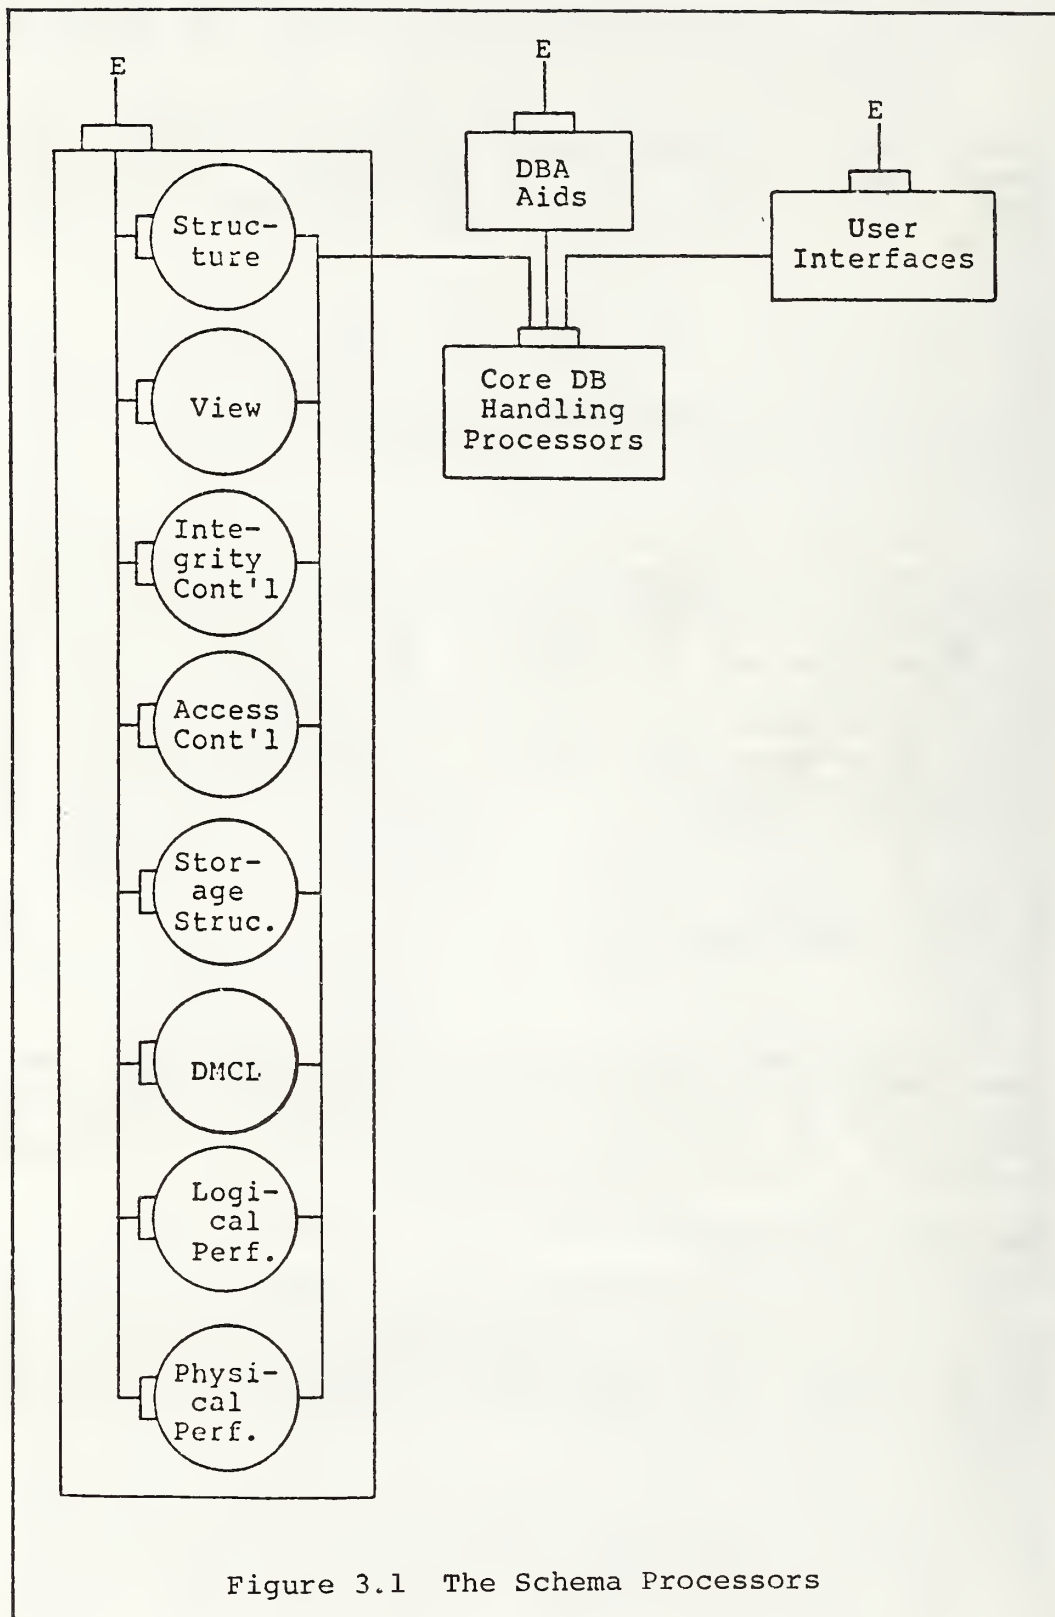 E
Struc-
ture
View
Inte-
grity
Cont'l
Access
Cont'l
Stor-
age
Struc.
DMCL
Logi-
cal
Perf.
Physi-
cal
Perf.
E
DBA
Aids
E
User
Interfaces
Core DB
Handling
Processors
Figure 3.1 The Schema Processors